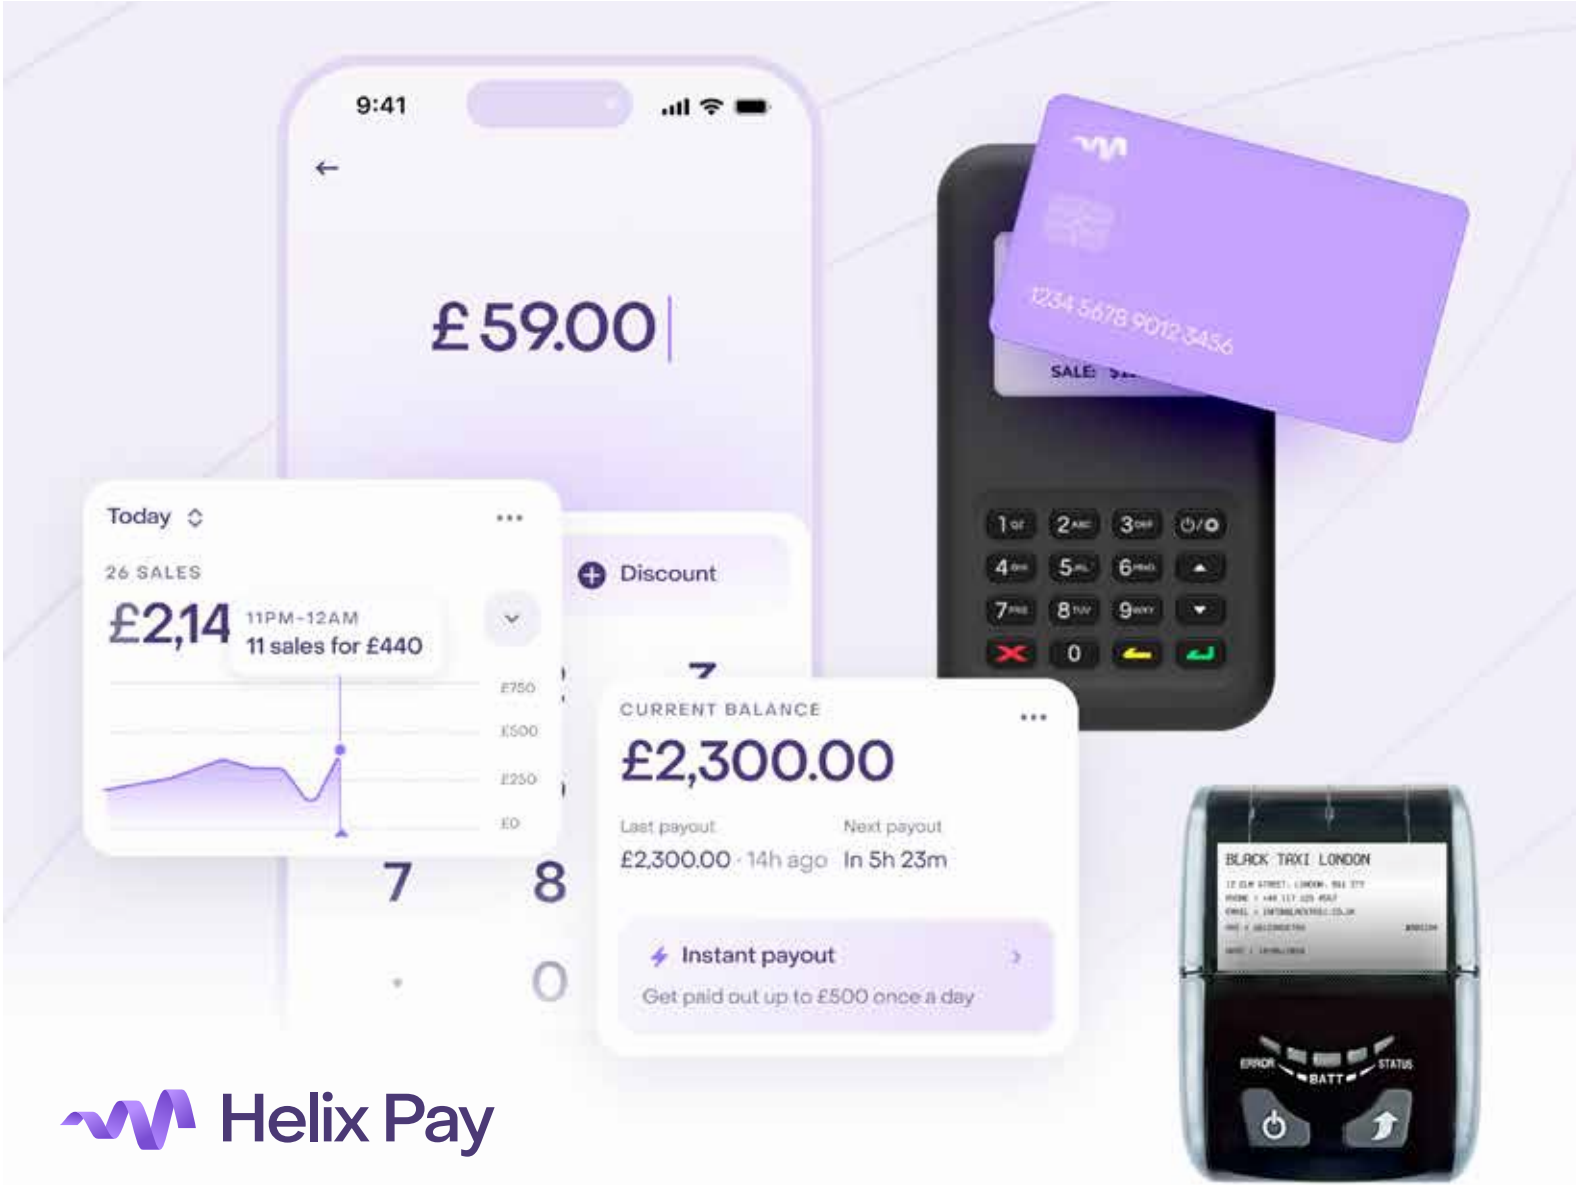 9:41
£59.00
Today
26 SALES
£2,14
11PM-12AM
11 sales for £440
£750
£500
£250
£0
Discount
7
8
.
0
CURRENT BALANCE
£2,300.00
Last payout
Next payout
£2,300.00 · 14h ago
In 5h 23m
Instant payout
Get paid out up to £500 once a day
1234 5678 9012 3456
SALE:
1
2 ABC
3 DEF
4
5
6
7
8 TUV
9
0
BLACK TAXI LONDON
ERROR
BATT
STATUS
Helix Pay